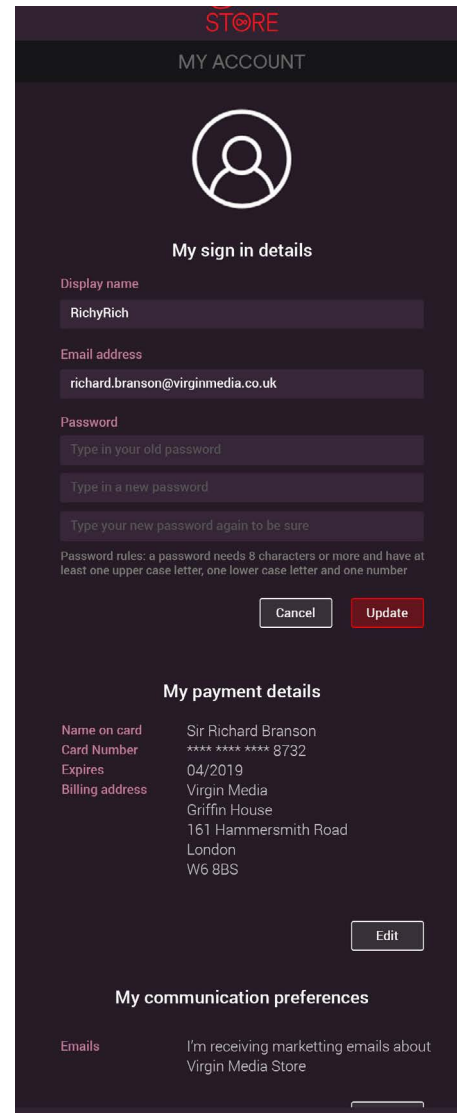 STORE
MY ACCOUNT
My sign in details
Display name
RichyRich
Email address
richard.branson@virginmedia.co.uk
Password
Type in your old password
Type in a new password
Type your new password again to be sure
Password rules: a password needs 8 characters or more and have at
least one upper case letter, one lower case letter and one number
Cancel Update
My payment details
Name on card Sir Richard Branson
Card Number **** **** **** 8732
Expires 04/2019
Billing address Virgin Media
Griffin House
161 Hammersmith Road
London
W6 8BS
Edit
My communication preferences
Emails I'm receiving marketting emails about
Virgin Media Store